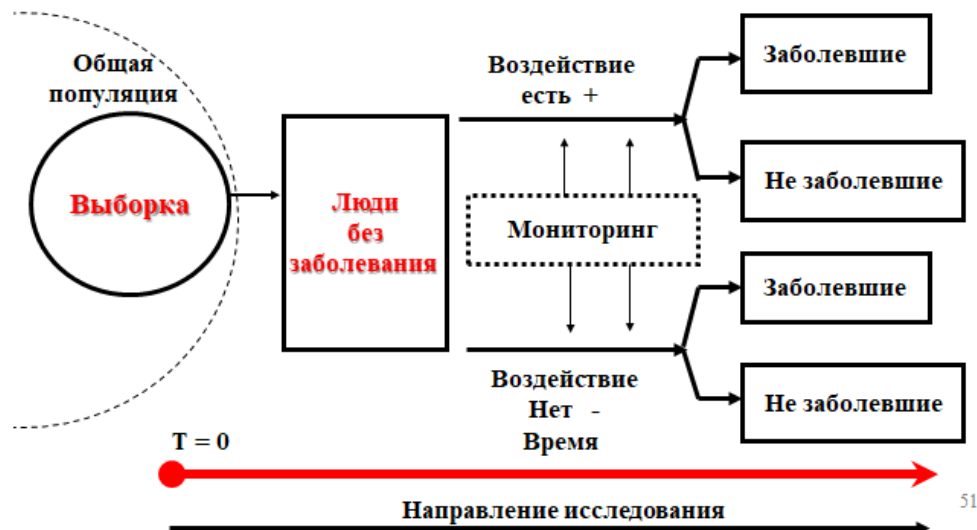 Общая
популяция
Выборка
Люди
без
заболевания
Воздействие
есть +
Мониторинг
Воздействие
Нет -
Время
Заболевшие
Не заболевшие
Заболевшие
Не заболевшие
T = 0
Направление исследования
51